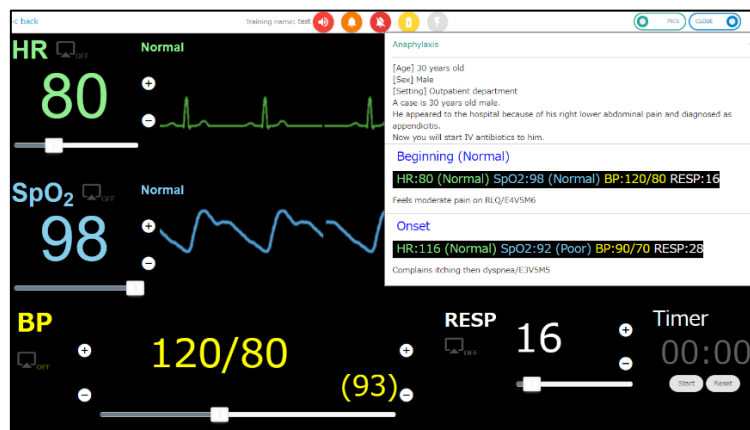 < back
Training name: test
PICS
CLOSE
HR
OFF
Normal
80
Anaphylaxis
[Age] 30 years old
[Sex] Male
[Setting] Outpatient department
A case is 30 years old male.
He appeared to the hospital because of his right lower abdominal pain and diagnosed as
appendicitis.
Now you will start IV antibiotics to him.
Beginning (Normal)
HR:80 (Normal) SpO2:98 (Normal) BP:120/80 RESP:16
Feels moderate pain on RLQ/E4V5M6
Onset
HR:116 (Normal) SpO2:92 (Poor) BP:90/70 RESP:28
Complains itching then dyspnea/E3V5M5
SpO2
OFF
Normal
98
BP
OFF
120/80
(93)
RESP
OFF
16
Timer
00:00
Start
Reset